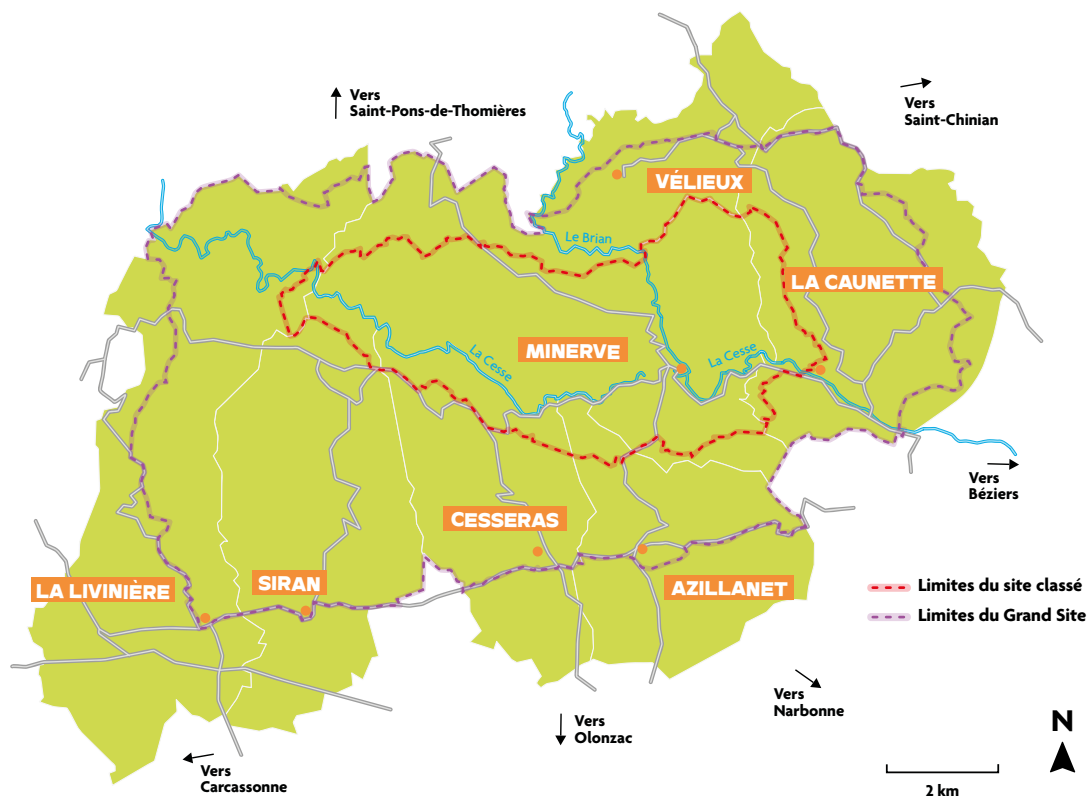 Vers
Saint-Pons-de-Thomières
Vers
Saint-Chinian
VÉLIEUX
Le Brian
LA CAUNETTE
MINERVE
La Cesse
La Cesse
Vers
Béziers
CESSERAS
LA LIVINIÈRE
SIRAN
AZILLANET
Limites du site classé
Limites du Grand Site
Vers
Narbonne
Vers
Olonzac
N
Vers
Carcassonne
2 km